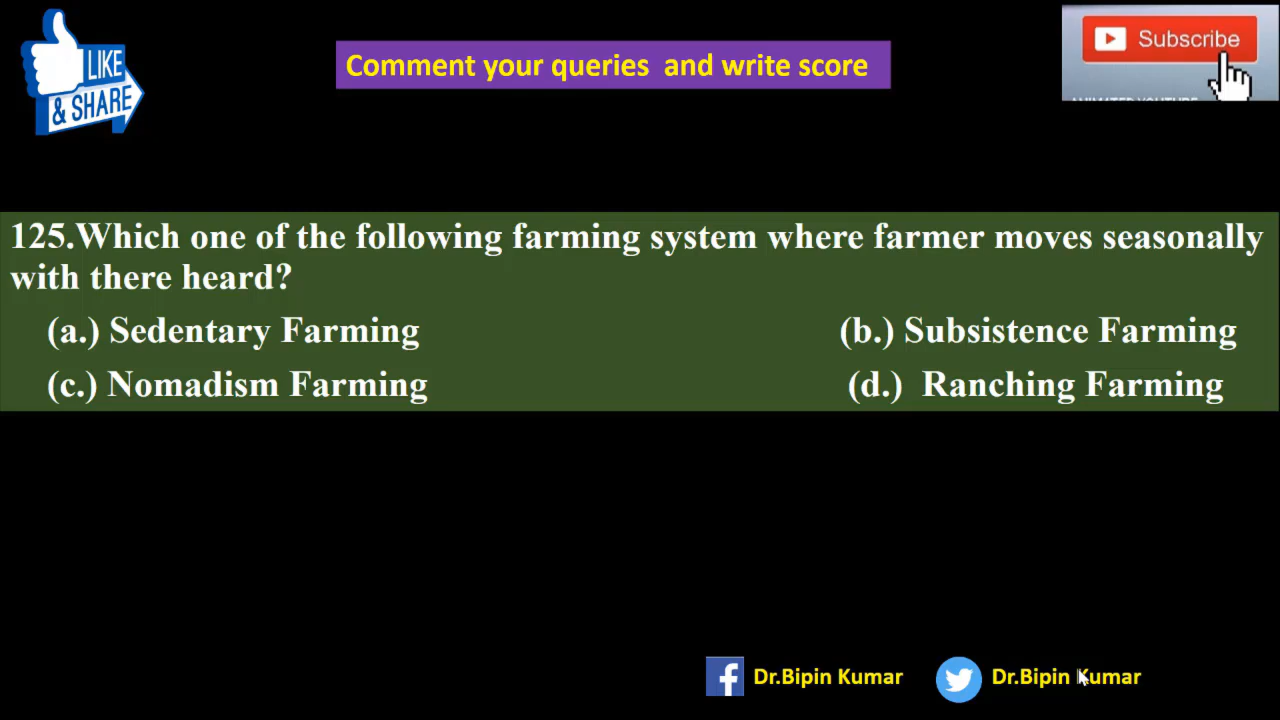 LIKE
& SHARE
Comment your queries and write score
Subscribe
125.Which one of the following farming system where farmer moves seasonally
with there heard?
(a.) Sedentary Farming (b.) Subsistence Farming
(c.) Nomadism Farming (d.) Ranching Farming
Dr.Bipin Kumar Dr.Bipin Kumar